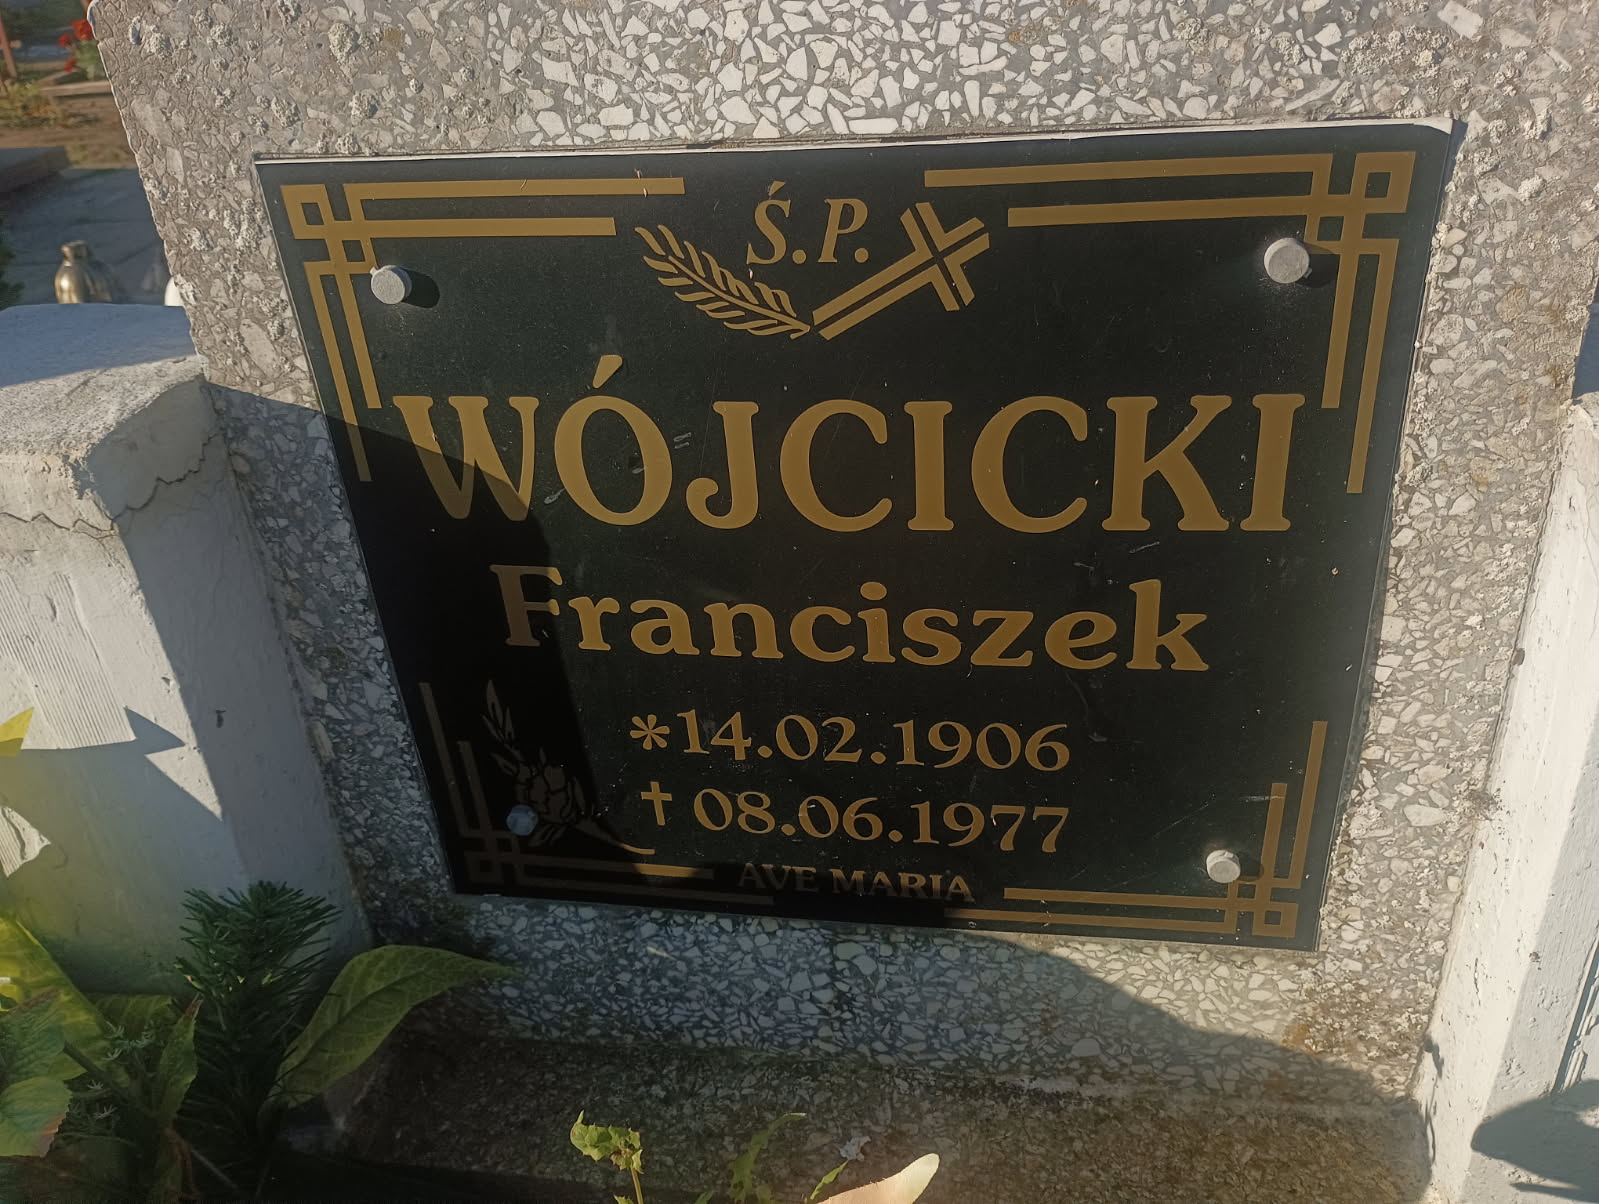 Ś.P.
WÓJCICKI
Franciszek
*14.02.1906
†08.06.1977
AVE MARIA